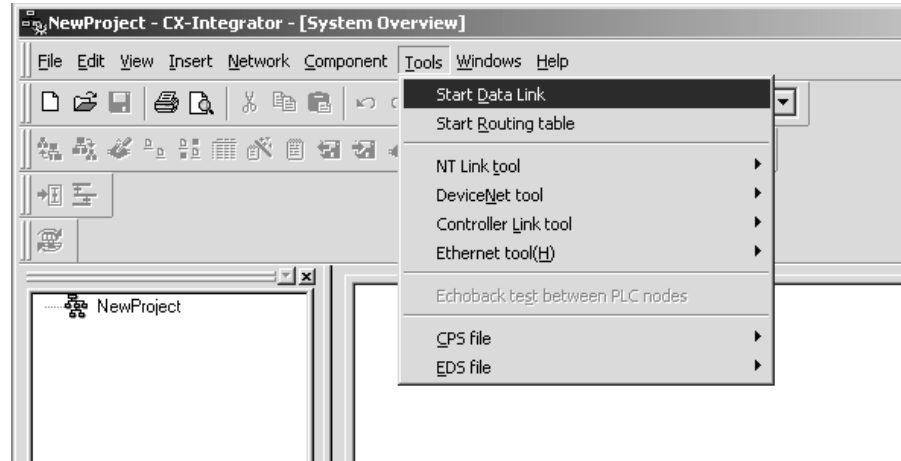 NewProject - CX-Integrator - [System Overview]
File Edit View Insert Network Component Tools Windows Help
Start Data Link
Start Routing table
NT Link tool
DeviceNet tool
Controller Link tool
Ethernet tool(H)
Echoback test between PLC nodes
CPS file
EDS file
NewProject